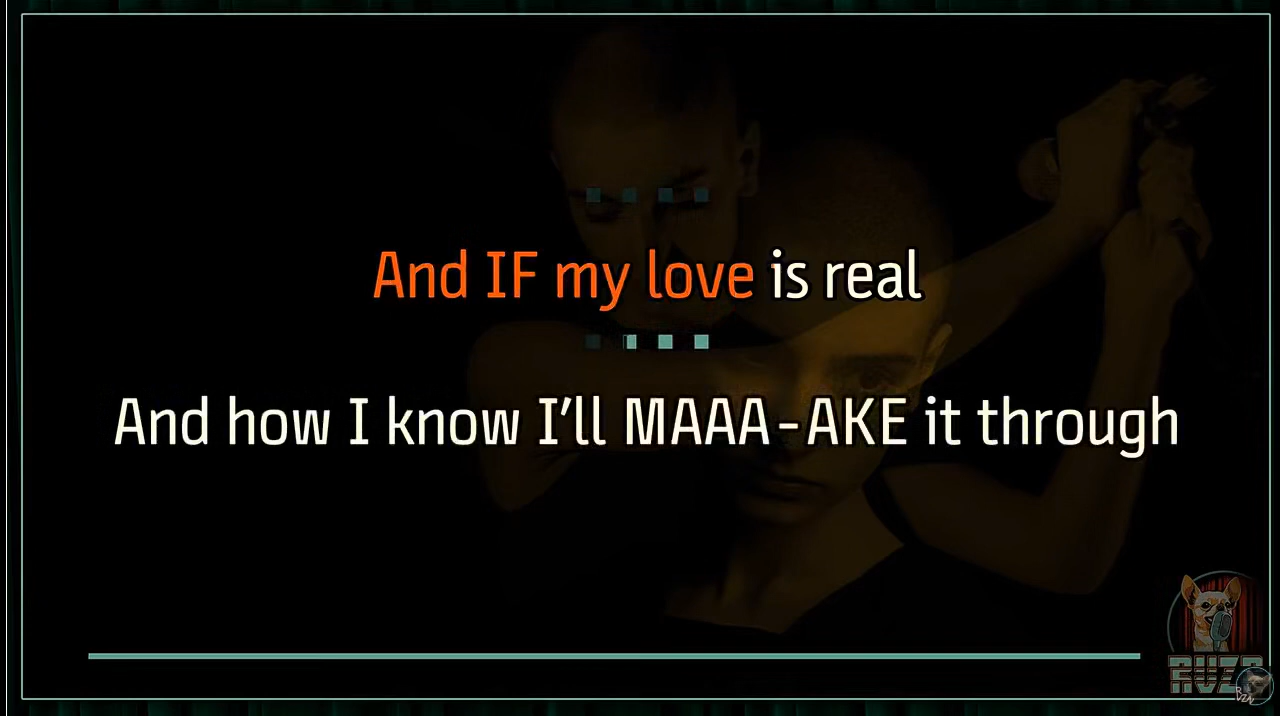 And IF my love is real
And how I know I’ll MAAA-AKE it through